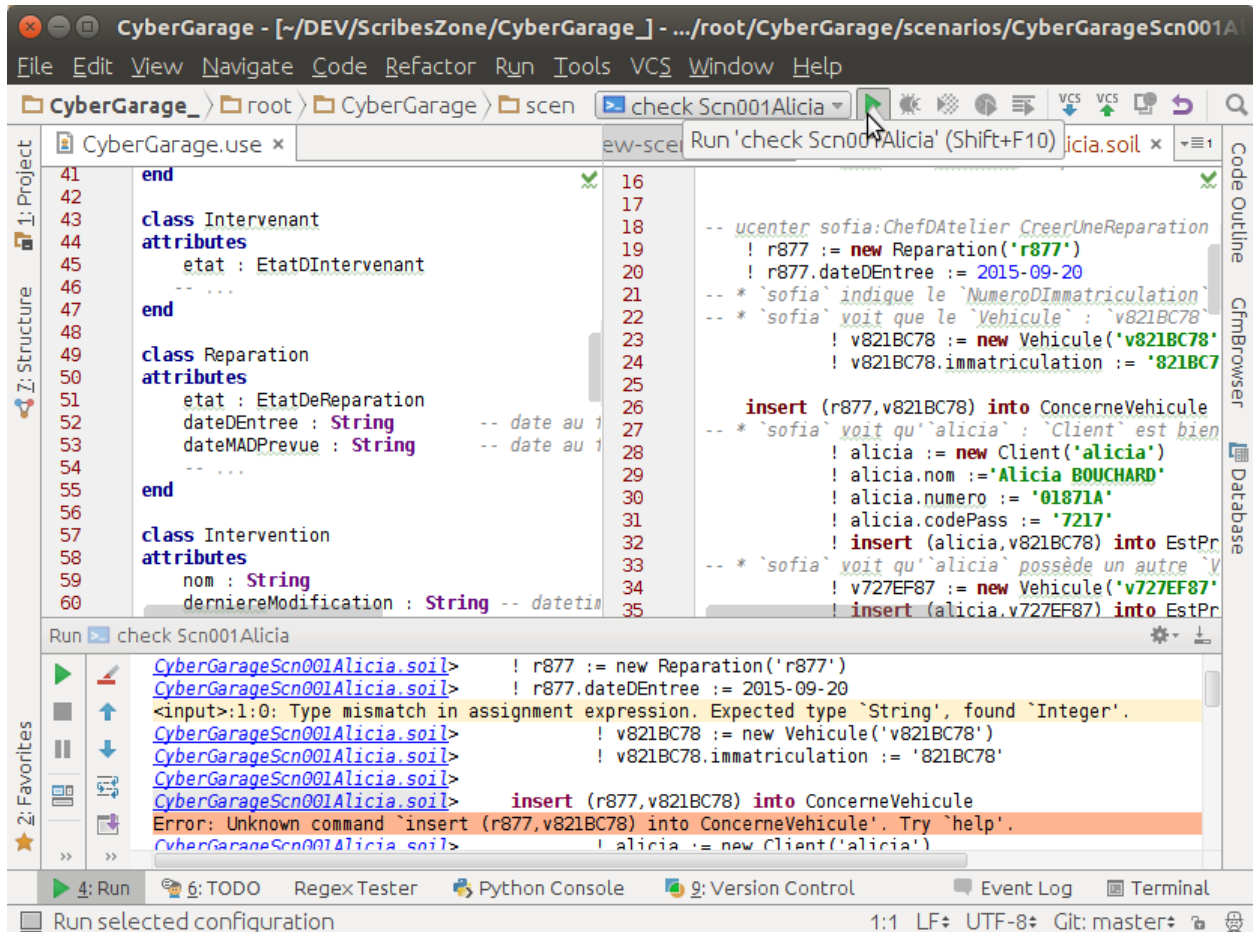 CyberGarage - [~/DEV/ScribesZone/CyberGarage_] - .../root/CyberGarage/scenarios/CyberGarageScn001Al
File Edit View Navigate Code Refactor Run Tools VCS Window Help
CyberGarage_ root CyberGarage scen check Scn001Alicia VCS VCS
Run 'check Scn001Alicia' (Shift+F10)
CyberGarage.use × ew-scen icia.soil × 1
1: Project
7: Structure
2: Favorites
Code Outline
GfmBrowser
Database
41 end
42
43 class Intervenant
44 attributes
45 etat : EtatDIntervenant
46 -- ...
47 end
48
49 class Reparation
50 attributes
51 etat : EtatDeReparation
52 dateDEntree : String -- date au f
53 dateMADPrevue : String -- date au f
54 -- ...
55 end
56
57 class Intervention
58 attributes
59 nom : String
60 derniereModification : String -- datetim
16
17
18 -- ucenter sofia:ChefDAtelier CreerUneReparation
19 ! r877 := new Reparation('r877')
20 ! r877.dateDEntree := 2015-09-20
21 -- * `sofia` indique le `NumeroDImmatriculation`
22 -- * `sofia` voit que le `Vehicule` : `v821BC78`
23 ! v821BC78 := new Vehicule('v821BC78'
24 ! v821BC78.immatriculation := '821BC7
25
26 insert (r877,v821BC78) into ConcerneVehicule
27 -- * `sofia` voit qu'`alicia` : `Client` est bien
28 ! alicia := new Client('alicia')
29 ! alicia.nom :='Alicia BOUCHARD'
30 ! alicia.numero := '01871A'
31 ! alicia.codePass := '7217'
32 ! insert (alicia,v821BC78) into EstPr
33 -- * `sofia` voit qu'`alicia` possède un autre `V
34 ! v727EF87 := new Vehicule('v727EF87'
35 ! insert (alicia,v727EF87) into EstPr
Run check Scn001Alicia
CyberGarageScn001Alicia.soil> ! r877 := new Reparation('r877')
CyberGarageScn001Alicia.soil> ! r877.dateDEntree := 2015-09-20
<input>:1:0: Type mismatch in assignment expression. Expected type `String', found `Integer'.
CyberGarageScn001Alicia.soil> ! v821BC78 := new Vehicule('v821BC78')
CyberGarageScn001Alicia.soil> ! v821BC78.immatriculation := '821BC78'
CyberGarageScn001Alicia.soil>
CyberGarageScn001Alicia.soil> insert (r877,v821BC78) into ConcerneVehicule
Error: Unknown command `insert (r877,v821BC78) into ConcerneVehicule'. Try `help'.
CyberGarageScn001Alicia.soil> ! alicia := new Client('alicia')
4: Run 6: TODO Regex Tester Python Console 9: Version Control Event Log Terminal
Run selected configuration 1:1 LF UTF-8 Git: master